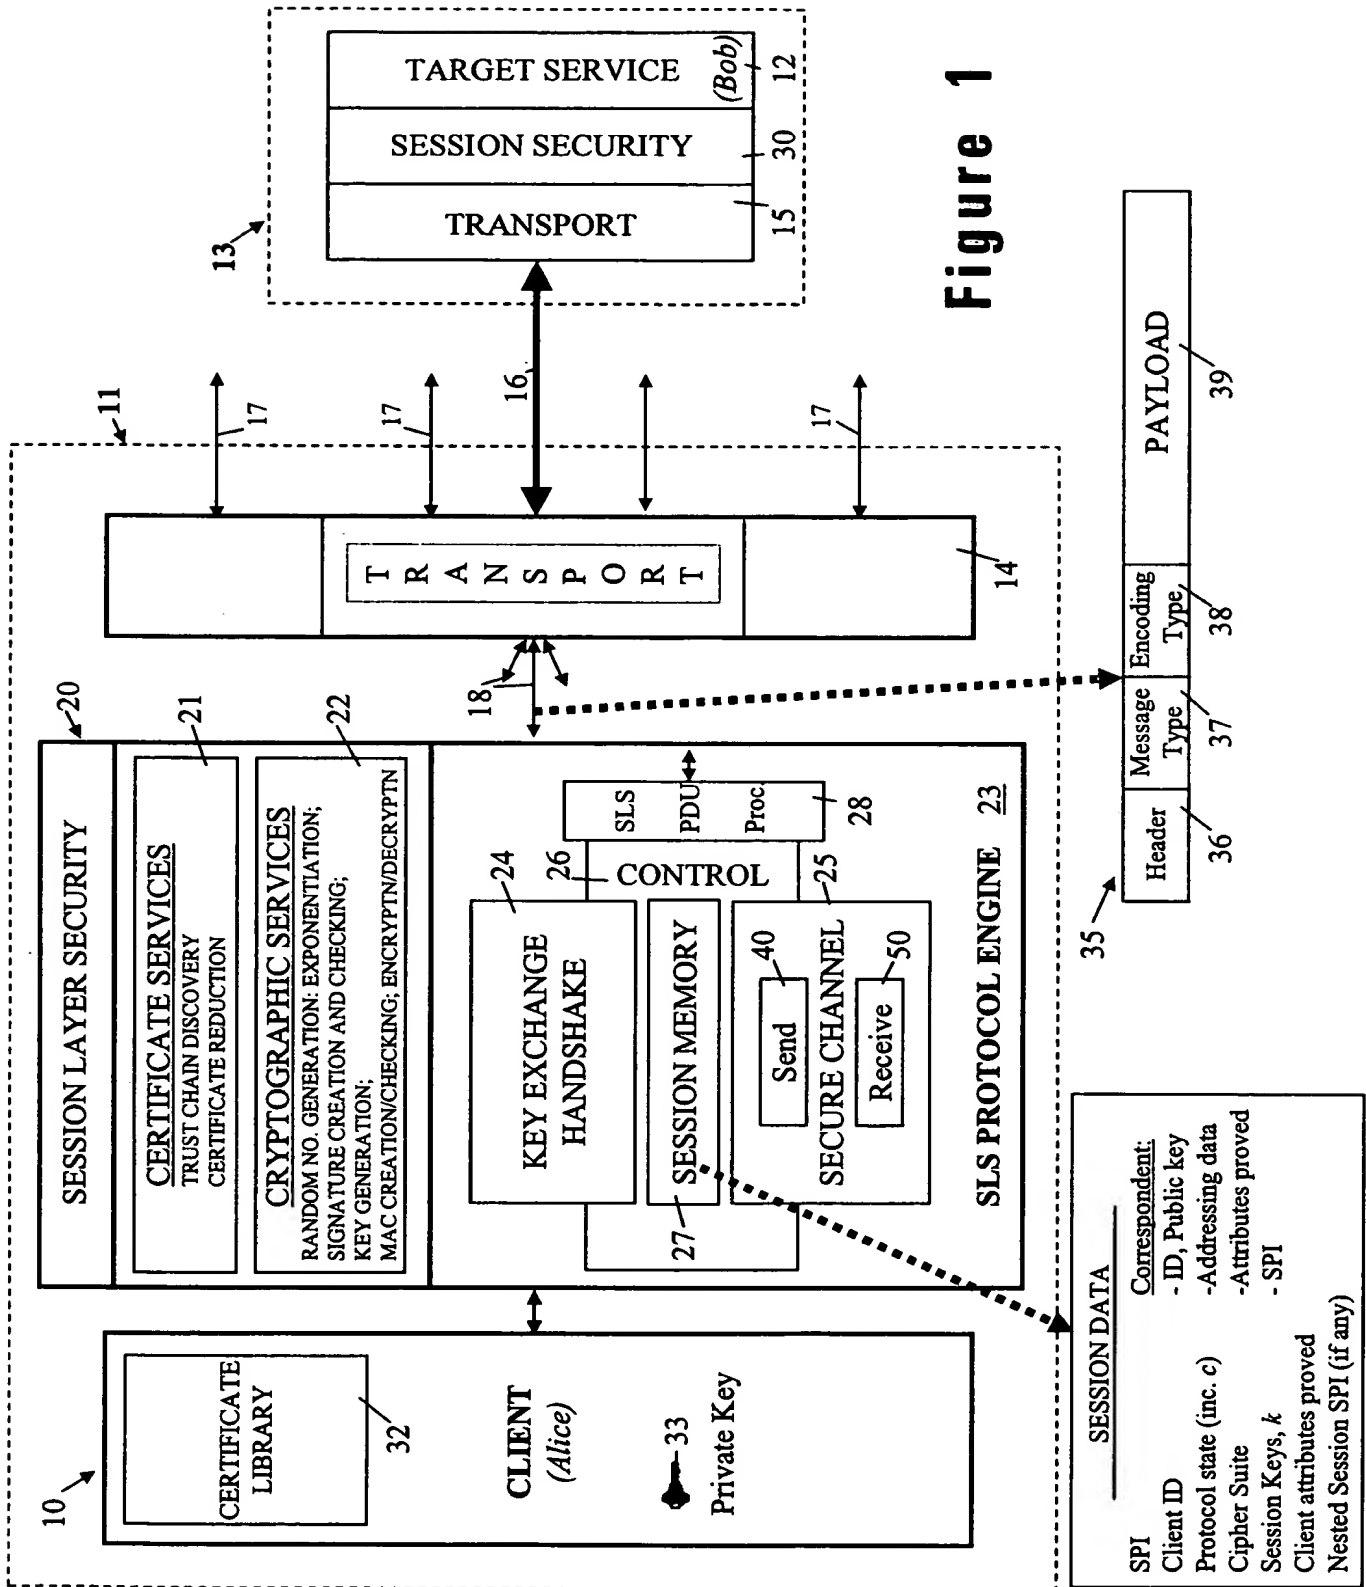 10
CERTIFICATE
LIBRARY
32
CLIENT
(Alice)
33
Private Key
20
SESSION LAYER SECURITY
CERTIFICATE SERVICES
TRUST CHAIN DISCOVERY
CERTIFICATE REDUCTION
21
CRYPTOGRAPHIC SERVICES
RANDOM NO. GENERATION: EXPONENTIATION;
SIGNATURE CREATION AND CHECKING;
KEY GENERATION;
MAC CREATION/CHECKING; ENCRYPTN/DECRYPTN
22
KEY EXCHANGE
HANDSHAKE
24
26
CONTROL
SESSION MEMORY
27
SECURE CHANNEL
25
Send
40
Receive
50
SLS
PDU
Proc.
28
SLS PROTOCOL ENGINE
23
18
11
TRANSPORT
14
17
17
16
17
13
TARGET SERVICE
(Bob)
12
SESSION SECURITY
30
TRANSPORT
15
Figure 1
SESSION DATA
SPI
Client ID
Protocol state (inc. c)
Cipher Suite
Session Keys, k
Client attributes proved
Nested Session SPI (if any)
Correspondent:
- ID, Public key
-Addressing data
-Attributes proved
- SPI
35
Header
36
Message
Type
37
Encoding
Type
38
PAYLOAD
39